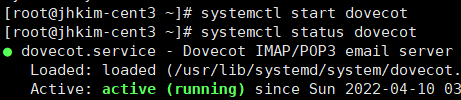 [root@jhkim-cent3 ~]# systemctl start dovecot
[root@jhkim-cent3 ~]# systemctl status dovecot
● dovecot.service - Dovecot IMAP/POP3 email server
Loaded: loaded (/usr/lib/systemd/system/dovecot.
Active: active (running) since Sun 2022-04-10 03